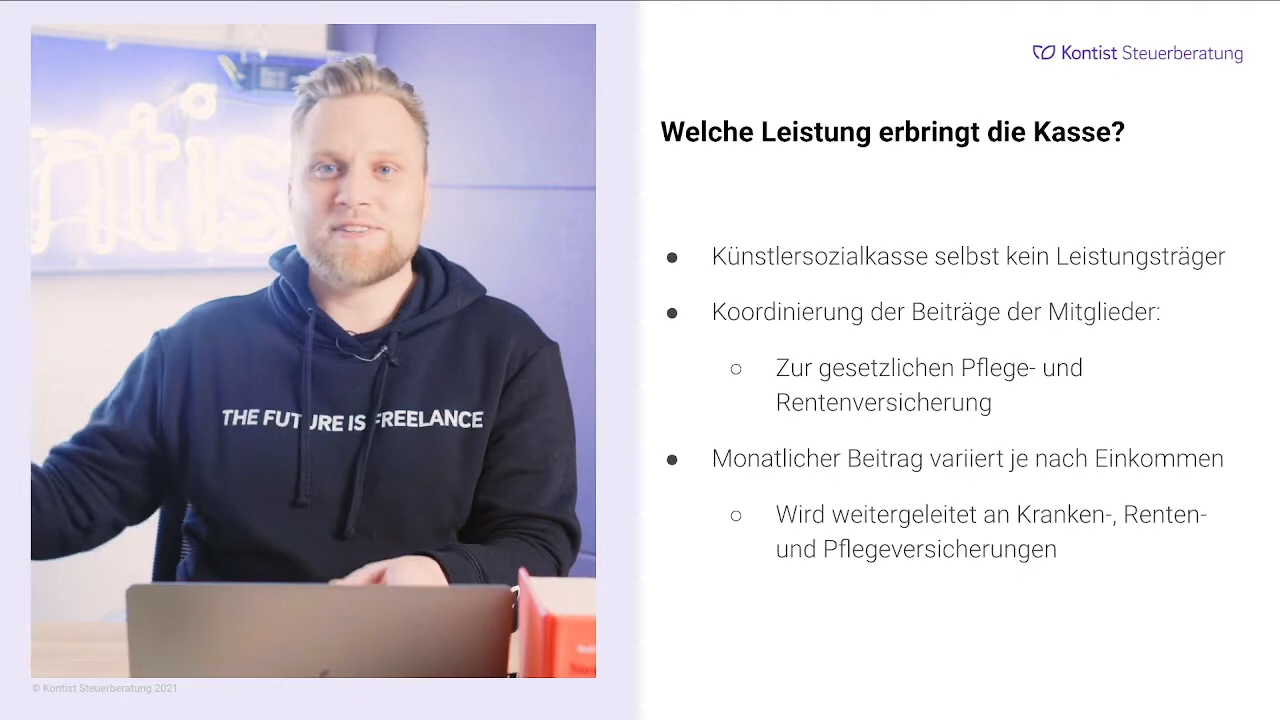 Kontist Steuerberatung
Welche Leistung erbringt die Kasse?
● Künstlersozialkasse selbst kein Leistungsträger
● Koordinierung der Beiträge der Mitglieder:
○ Zur gesetzlichen Pflege- und
Rentenversicherung
● Monatlicher Beitrag variiert je nach Einkommen
○ Wird weitergeleitet an Kranken-, Renten-
und Pflegeversicherungen
ntis
THE FUTURE IS FREELANCE
© Kontist Steuerberatung 2021